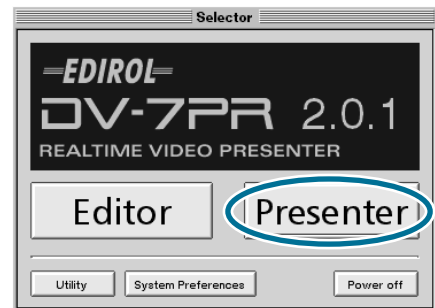 Selector
EDIROL
DV-7PR 2.0.1
REALTIME VIDEO PRESENTER
Editor Presenter
Utility System Preferences Power off